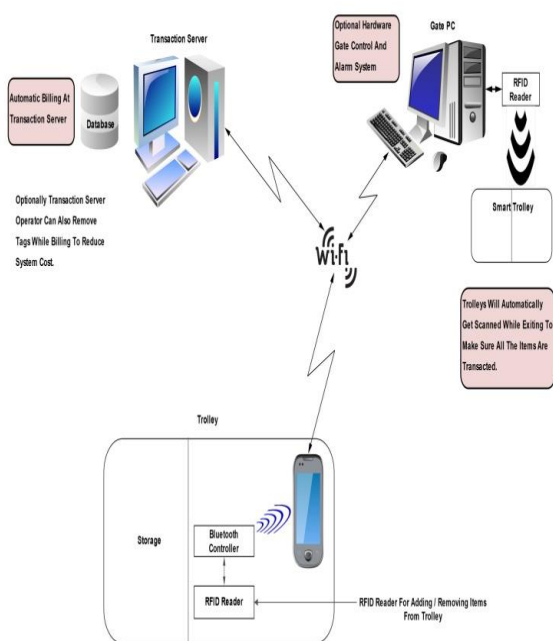 Transaction Server
Automatic Billing At
Transaction Server
Database
Optionally Transaction Server
Operator Can Also Remove
Tags While Billing To Reduce
System Cost.
Optional Hardware
Gate Control And
Alarm System
Gate PC
RFID
Reader
Smart Trolley
Wi-Fi
Trolleys Will Automatically
Get Scanned While Exiting To
Make Sure All The Items Are
Transacted.
Trolley
Storage
Bluetooth
Controller
RFID Reader
RFID Reader For Adding / Removing Items
From Trolley